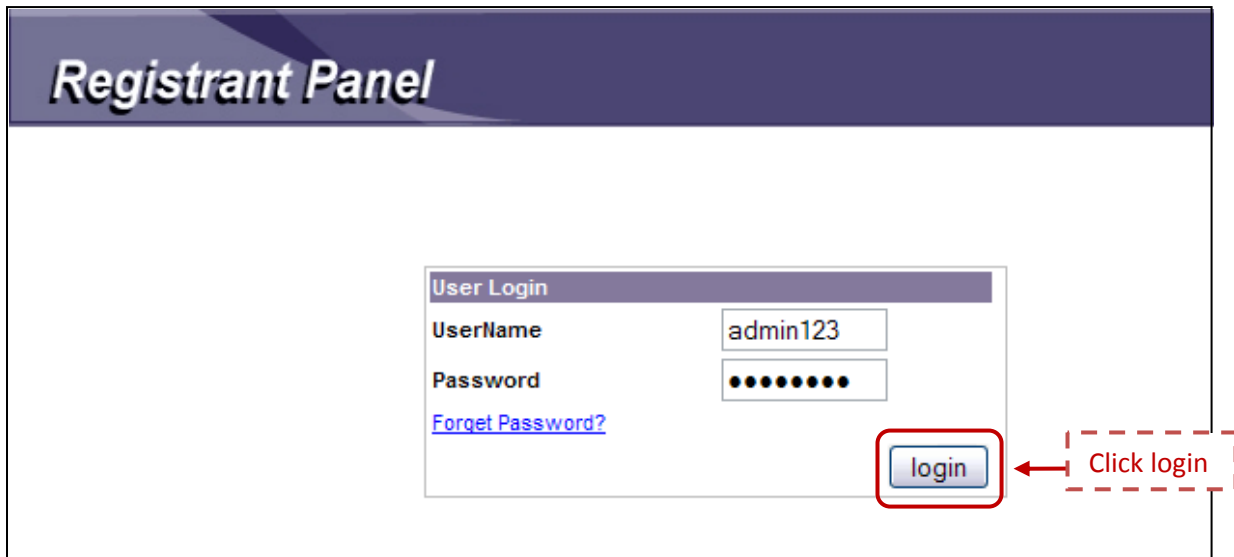 Registrant Panel
User Login
UserName admin123
Password ●●●●●●●●
Forget Password?
login
Click login